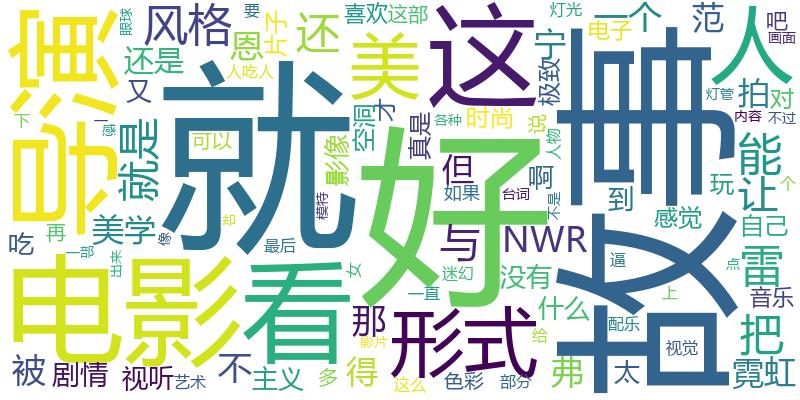 导演
风格
还是
恩
片子
还
喜欢
这部
灯光
要
眼球
美
这
宁
一个
电子
范
人
吧
画面
人吃人
又
才
极致
拍
对
灯管
下
一
感
就是
就
可以
影像
空洞
真是
各种
时尚
说
人物
故事
内容
不过
好
但
啊
能
模特
如果
台词
不是
到
玩
让
个
吃
再
美学
像
却
与
NWR
感觉
自己
一部
出来
最后
电影
看
女
迷幻
没有
逼
雷
点
一直
什么
上
音乐
那
形式
给
配乐
把
被
剧情
视听
艺术
不
主义
多
得
影片
这么
色彩
部分
弗
太
视觉
霓虹